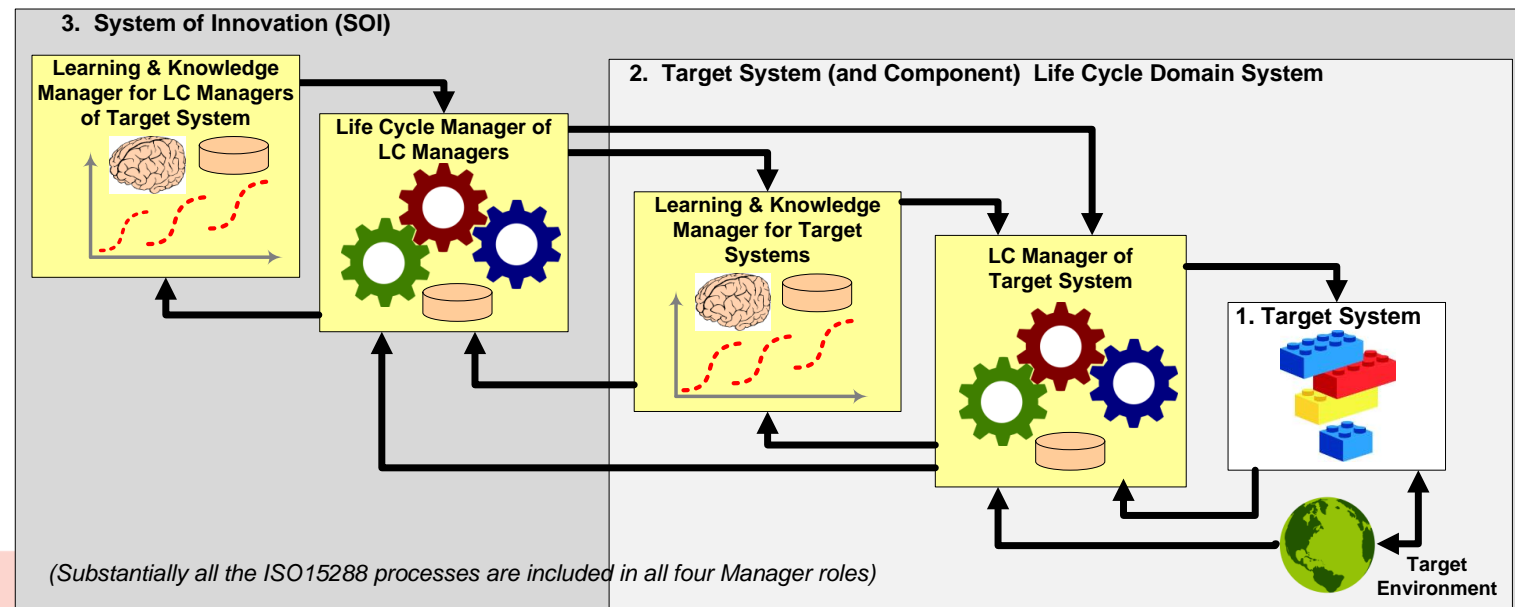 3. System of Innovation (SOI)
Learning & Knowledge
Manager for LC Managers
of Target System
2. Target System (and Component) Life Cycle Domain System
Life Cycle Manager of
LC Managers
Learning & Knowledge
Manager for Target
Systems
LC Manager of
Target System
1. Target System
Target
Environment
(Substantially all the ISO15288 processes are included in all four Manager roles)